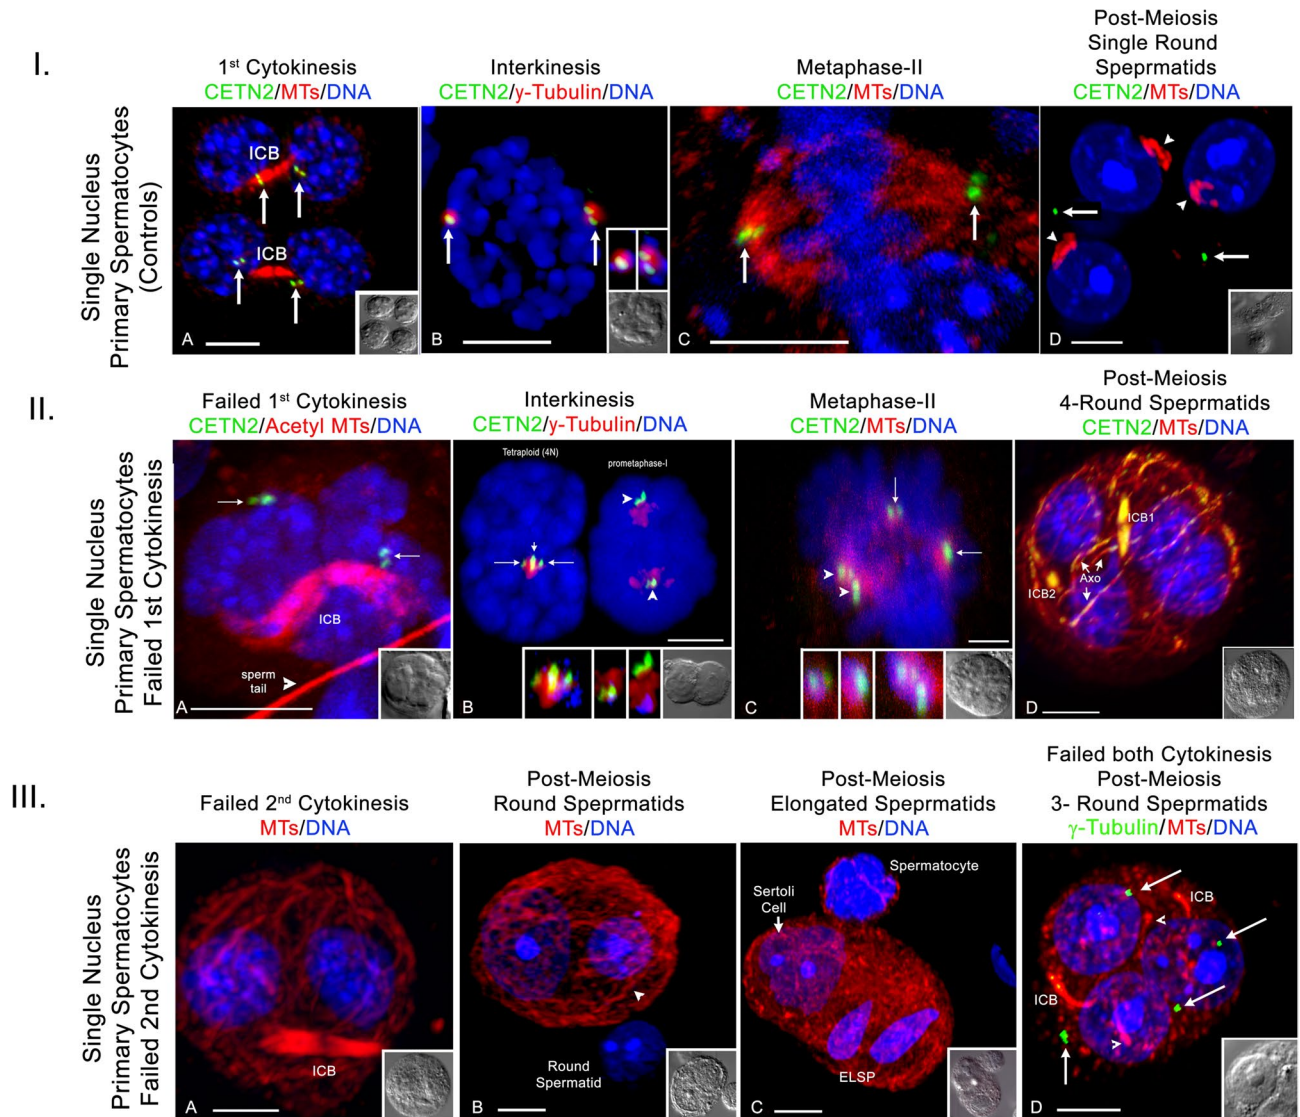 I.
Single Nucleus
Primary Spermatocytes
(Controls)
1st Cytokinesis
CETN2/MTs/DNA
ICB
ICB
A
Interkinesis
CETN2/γ-Tubulin/DNA
B
Metaphase-II
CETN2/MTs/DNA
C
Post-Meiosis
Single Round
Speprmatids
CETN2/MTs/DNA
D
II.
Single Nucleus
Primary Spermatocytes
Failed 1st Cytokinesis
Failed 1st Cytokinesis
CETN2/Acetyl MTs/DNA
ICB
sperm
tail
A
Interkinesis
CETN2/γ-Tubulin/DNA
Tetraploid (4N)
prometaphase-I
B
Metaphase-II
CETN2/MTs/DNA
C
Post-Meiosis
4-Round Speprmatids
CETN2/MTs/DNA
ICB1
Axo
ICB2
D
III.
Single Nucleus
Primary Spermatocytes
Failed 2nd Cytokinesis
Failed 2nd Cytokinesis
MTs/DNA
ICB
A
Post-Meiosis
Round Speprmatids
MTs/DNA
Round
Spermatid
B
Post-Meiosis
Elongated Spermatids
MTs/DNA
Spermatocyte
Sertoli
Cell
ELSP
C
Failed both Cytokinesis
Post-Meiosis
3- Round Speprmatids
γ-Tubulin/MTs/DNA
ICB
ICB
D